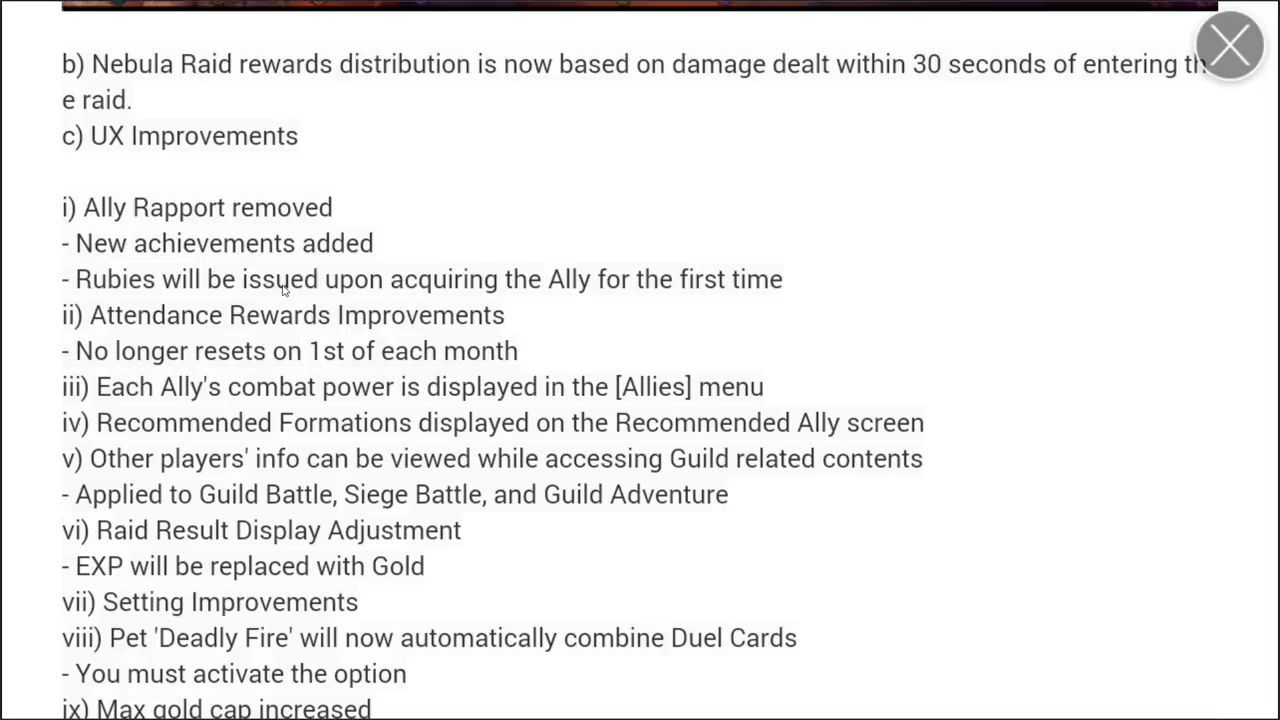 b) Nebula Raid rewards distribution is now based on damage dealt within 30 seconds of entering th
e raid.
c) UX Improvements
i) Ally Rapport removed
- New achievements added
- Rubies will be issued upon acquiring the Ally for the first time
ii) Attendance Rewards Improvements
- No longer resets on 1st of each month
iii) Each Ally's combat power is displayed in the [Allies] menu
iv) Recommended Formations displayed on the Recommended Ally screen
v) Other players' info can be viewed while accessing Guild related contents
- Applied to Guild Battle, Siege Battle, and Guild Adventure
vi) Raid Result Display Adjustment
- EXP will be replaced with Gold
vii) Setting Improvements
viii) Pet 'Deadly Fire' will now automatically combine Duel Cards
- You must activate the option
ix) Max gold cap increased